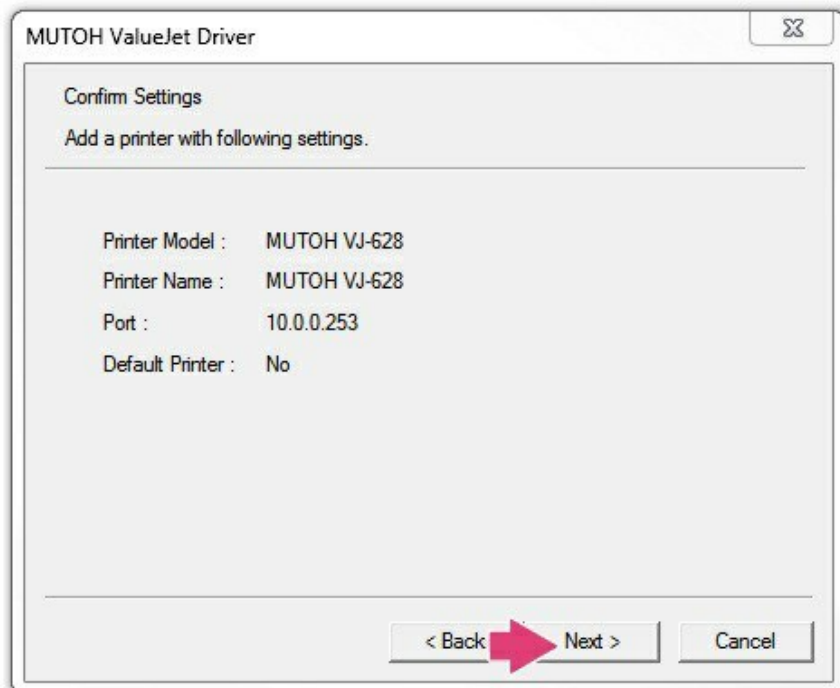 MUTOH ValueJet Driver
Confirm Settings
Add a printer with following settings.
Printer Model : MUTOH VJ-628
Printer Name : MUTOH VJ-628
Port : 10.0.0.253
Default Printer : No
< Back Next > Cancel